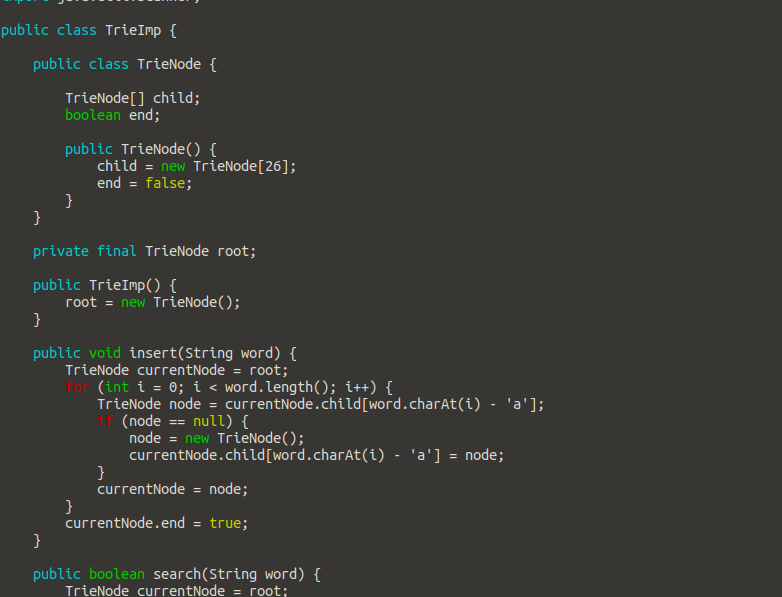 public class TrieImp {
    public class TrieNode {
        TrieNode[] child;
        boolean end;
        public TrieNode() {
            child = new TrieNode[26];
            end = false;
        }
    }
    private final TrieNode root;
    public TrieImp() {
        root = new TrieNode();
    }
    public void insert(String word) {
        TrieNode currentNode = root;
        for (int i = 0; i < word.length(); i++) {
            TrieNode node = currentNode.child[word.charAt(i) - 'a'];
            if (node == null) {
                node = new TrieNode();
                currentNode.child[word.charAt(i) - 'a'] = node;
            }
            currentNode = node;
        }
        currentNode.end = true;
    }
    public boolean search(String word) {
        TrieNode currentNode = root;